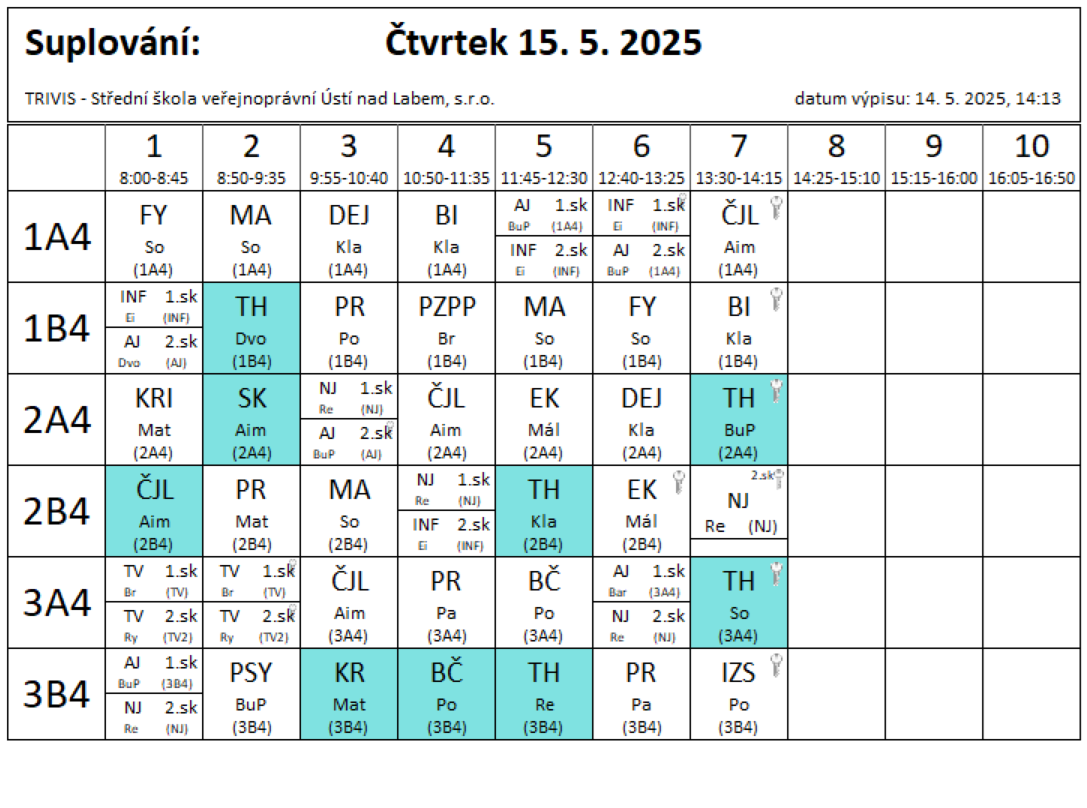 Suplování: Čtvrtek 15. 5. 2025
TRIVIS - Střední škola veřejnoprávní Ústí nad Labem, s.r.o. datum výpisu: 14. 5. 2025, 14:13
1 2 3 4 5 6 7 8 9 10
8:00-8:45 8:50-9:35 9:55-10:40 10:50-11:35 11:45-12:30 12:40-13:25 13:30-14:15 14:25-15:10 15:15-16:00 16:05-16:50
1A4
FY
So
(1A4)
MA
So
(1A4)
DEJ
Kla
(1A4)
BI
Kla
(1A4)
AJ 1.sk
BuP (1A4)
INF 2.sk
Ei (INF)
INF 1.sk
Ei (INF)
AJ 2.sk
BuP (1A4)
ČJL
Aim
(1A4)
1B4
INF 1.sk
Ei (INF)
AJ 2.sk
Dvo (AJ)
TH
Dvo
(1B4)
PR
Po
(1B4)
PZPP
Br
(1B4)
MA
So
(1B4)
FY
So
(1B4)
BI
Kla
(1B4)
2A4
KRI
Mat
(2A4)
SK
Aim
(2A4)
NJ 1.sk
Re (NJ)
AJ 2.sk
BuP (AJ)
ČJL
Aim
(2A4)
EK
Mál
(2A4)
DEJ
Kla
(2A4)
TH
BuP
(2A4)
2B4
ČJL
Aim
(2B4)
PR
Mat
(2B4)
MA
So
(2B4)
NJ 1.sk
Re (NJ)
INF 2.sk
Ei (INF)
TH
Kla
(2B4)
EK
Mál
(2B4)
2.sk
NJ
Re (NJ)
3A4
TV 1.sk
Br (TV)
TV 2.sk
Ry (TV2)
TV 1.sk
Br (TV)
TV 2.sk
Ry (TV2)
ČJL
Aim
(3A4)
PR
Pa
(3A4)
BČ
Po
(3A4)
AJ 1.sk
Bar (3A4)
NJ 2.sk
Re (NJ)
TH
So
(3A4)
3B4
AJ 1.sk
BuP (3B4)
NJ 2.sk
Re (NJ)
PSY
BuP
(3B4)
KR
Mat
(3B4)
BČ
Po
(3B4)
TH
Re
(3B4)
PR
Pa
(3B4)
IZS
Po
(3B4)